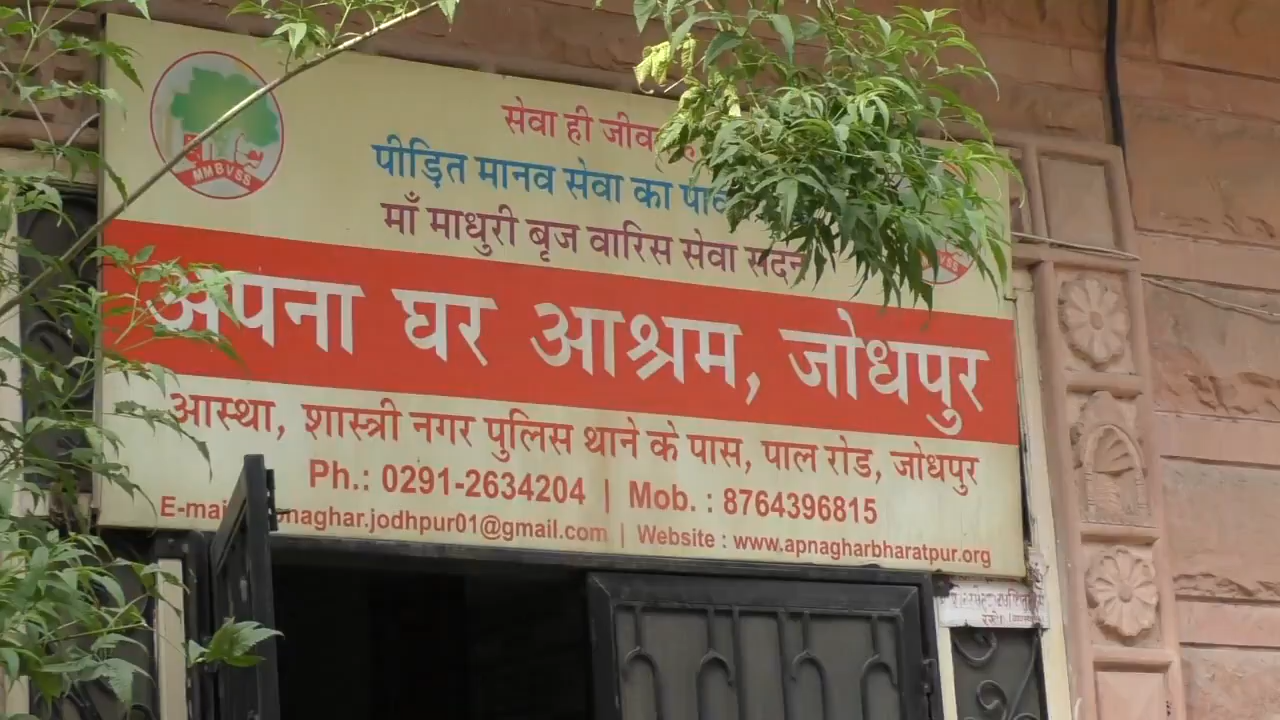 MMBVSS
सेवा ही
पीड़ित मानव सेवा का
माँ माधुरी बृज वारिस सेवा सदन
अपना घर आश्रम, जोधपुर
आस्था, शास्त्री नगर पुलिस थाने के पास, पाल रोड, जोधपुर
Ph.: 0291-2634204 | Mob. : 8764396815
naghar.jodhpur01@gmail.com | Website : www.apnagharbharatpur.org